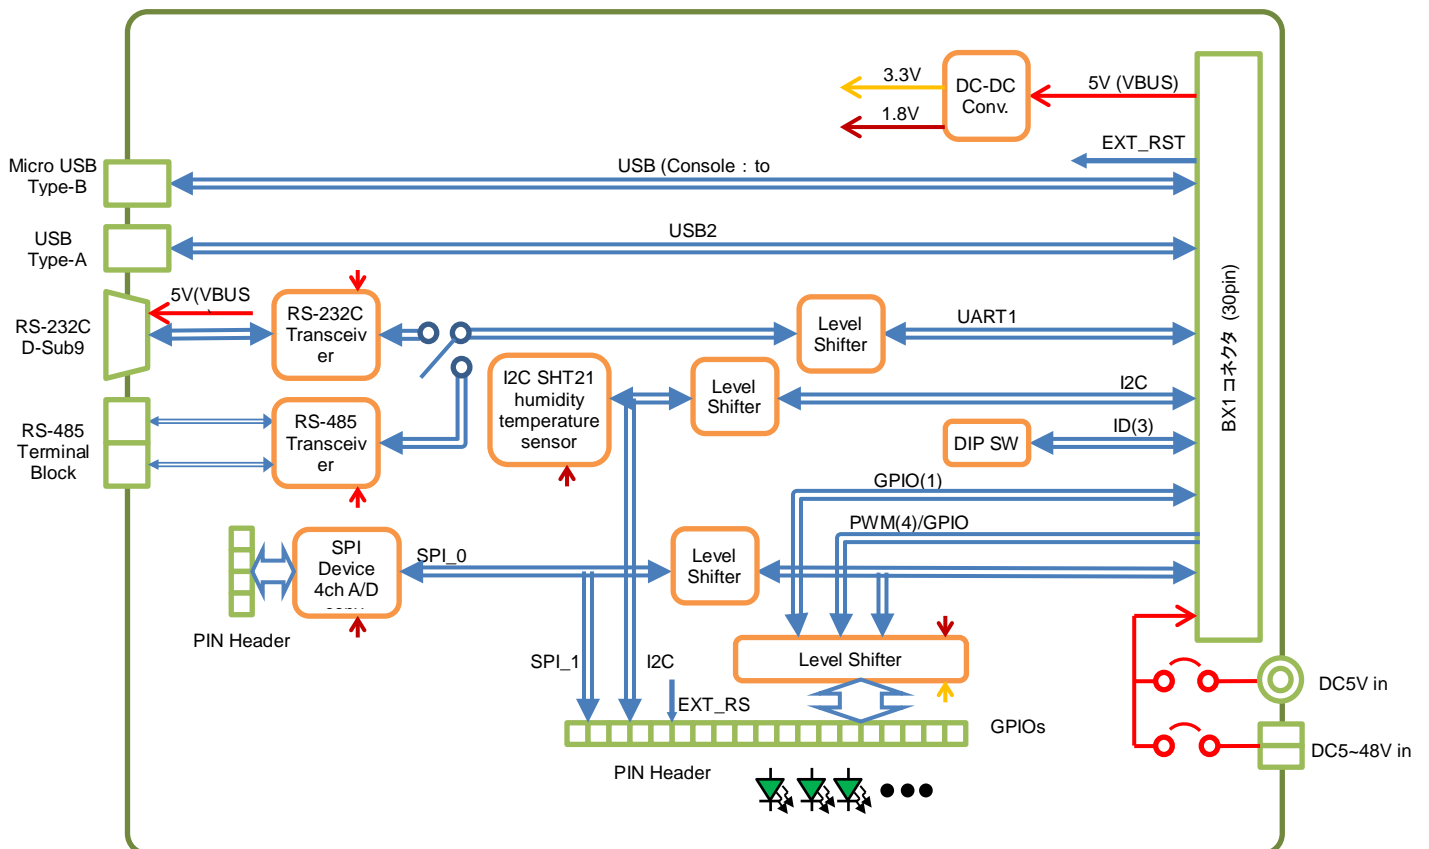 3.3V
1.8V
DC-DC
Conv.
5V (VBUS)
EXT_RST
Micro USB
Type-B
USB (Console : to
USB
Type-A
USB2
BX1 コネクタ (30pin)
5V(VBUS
RS-232C
D-Sub9
RS-232C
Transceiv
er
Level
Shifter
UART1
I2C SHT21
humidity
temperature
sensor
Level
Shifter
I2C
RS-485
Terminal
Block
RS-485
Transceiv
er
DIP SW
ID(3)
GPIO(1)
PWM(4)/GPIO
SPI
Device
4ch A/D
SPI_0
Level
Shifter
PIN Header
SPI_1
I2C
Level Shifter
EXT_RS
GPIOs
DC5V in
DC5~48V in
PIN Header